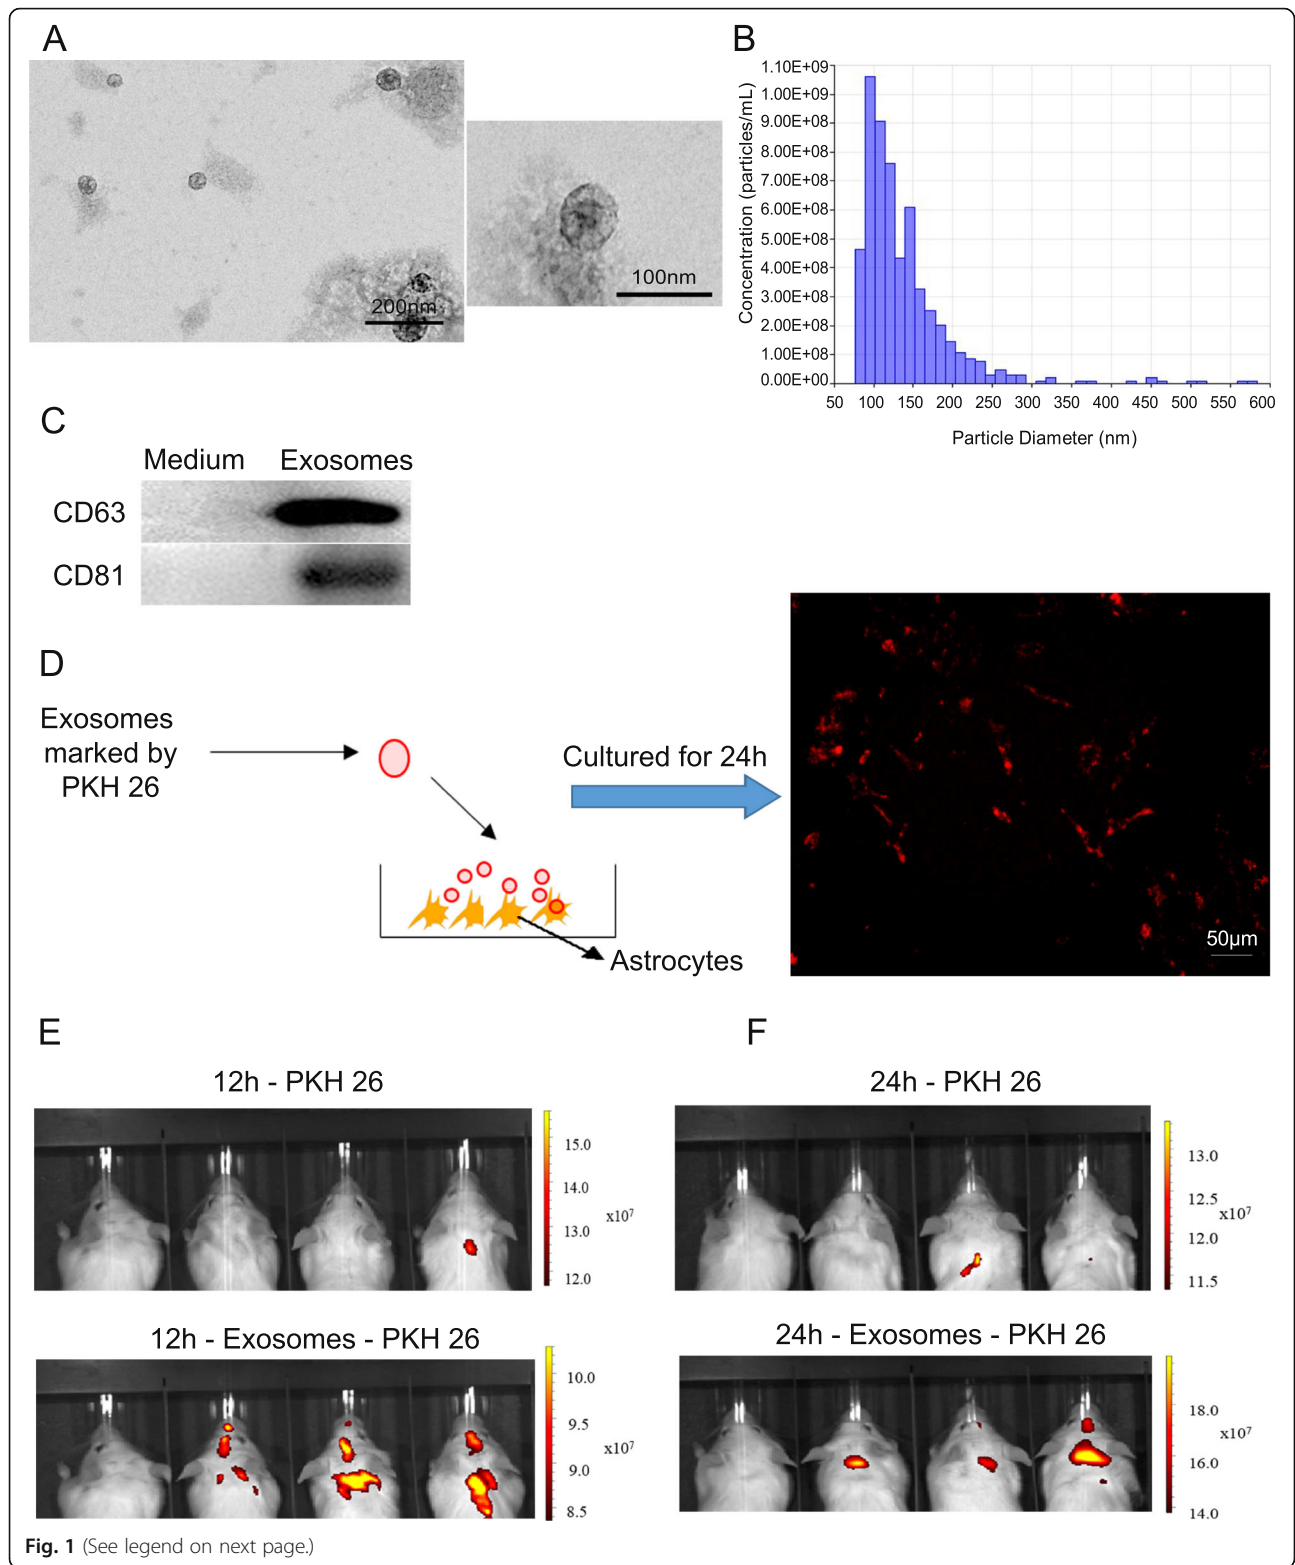 A
200nm
100nm
B
Concentration (particles/mL)
1.10E+09
1.00E+09
9.00E+08
8.00E+08
7.00E+08
6.00E+08
5.00E+08
4.00E+08
3.00E+08
2.00E+08
1.00E+08
0.00E+00
50 100 150 200 250 300 350 400 450 500 550 600
Particle Diameter (nm)
C
Medium Exosomes
CD63
CD81
D
Exosomes
marked by
PKH 26
Cultured for 24h
Astrocytes
50µm
E
12h - PKH 26
15.0
14.0
13.0
12.0
x10⁷
12h - Exosomes - PKH 26
10.0
9.5
9.0
8.5
x10⁷
F
24h - PKH 26
13.0
12.5
12.0
11.5
x10⁷
24h - Exosomes - PKH 26
18.0
16.0
14.0
x10⁷
Fig. 1 (See legend on next page.)